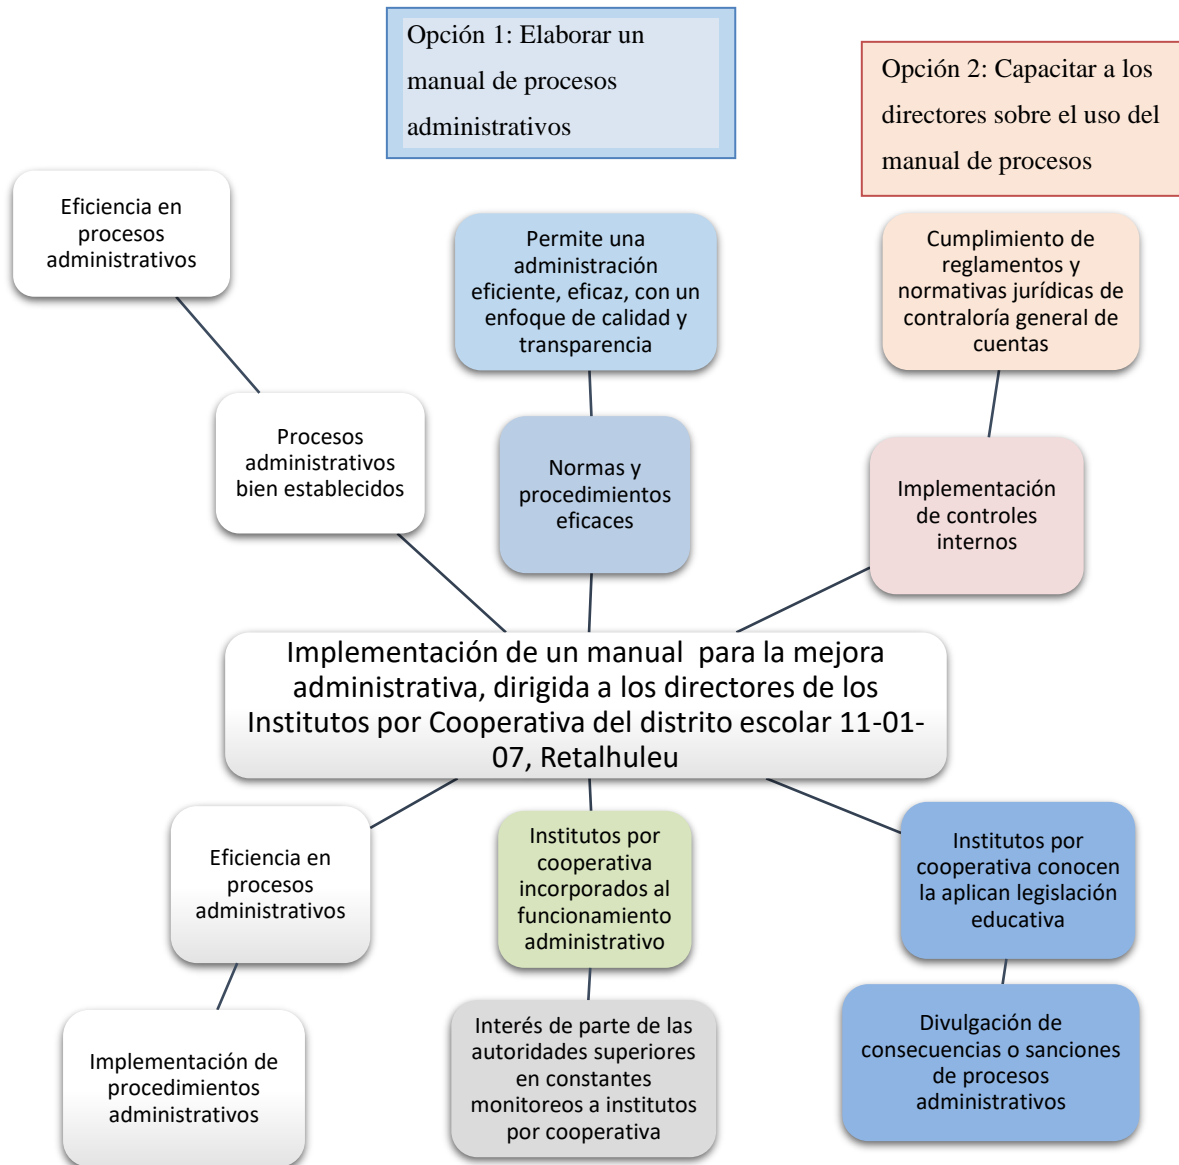 Opción 1: Elaborar un
manual de procesos
administrativos
Opción 2: Capacitar a los
directores sobre el uso del
manual de procesos
Eficiencia en
procesos
administrativos
Permite una
administración
eficiente, eficaz, con un
enfoque de calidad y
transparencia
Cumplimiento de
reglamentos y
normativas jurídicas de
contraloría general de
cuentas
Procesos
administrativos
bien establecidos
Normas y
procedimientos
eficaces
Implementación
de controles
internos
Implementación de un manual para la mejora
administrativa, dirigida a los directores de los
Institutos por Cooperativa del distrito escolar 11-01-
07, Retalhuleu
Eficiencia en
procesos
administrativos
Institutos por
cooperativa
incorporados al
funcionamiento
administrativo
Institutos por
cooperativa conocen
la aplican legislación
educativa
Implementación de
procedimientos
administrativos
Interés de parte de las
autoridades superiores
en constantes
monitoreos a institutos
por cooperativa
Divulgación de
consecuencias o sanciones
de procesos
administrativos